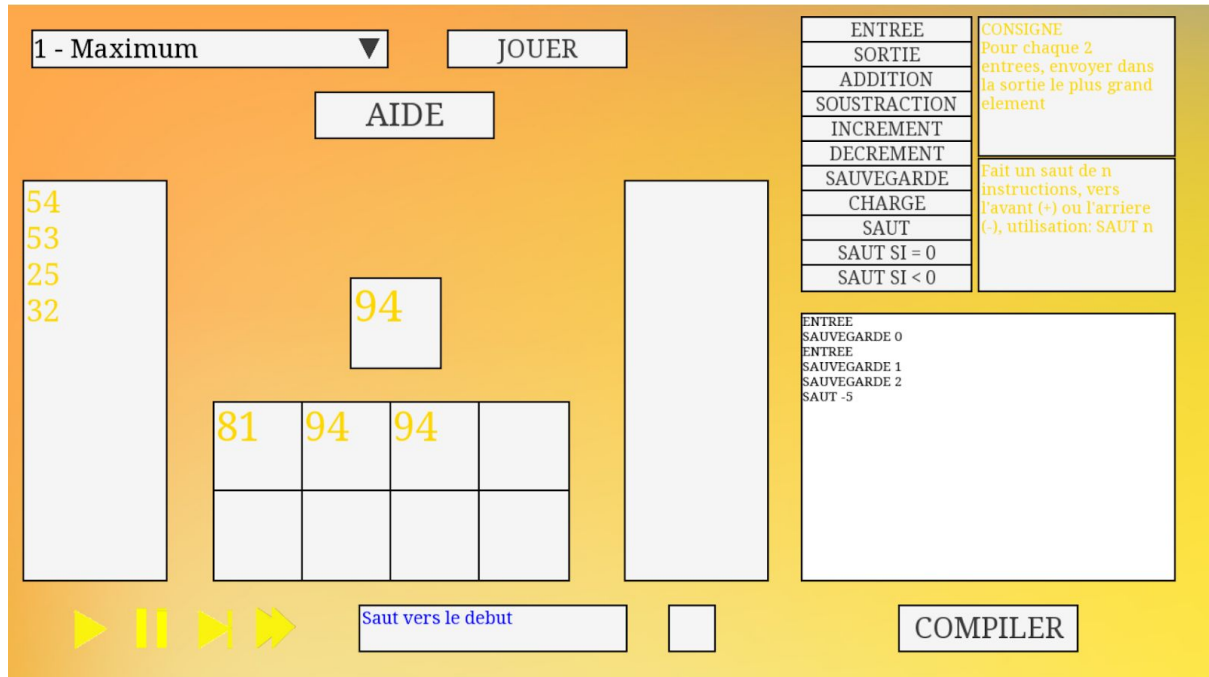 1 - Maximum
JOUER
AIDE
54
53
25
32
94
81 94 94
Saut vers le debut
ENTREE
SORTIE
ADDITION
SOUSTRACTION
INCREMENT
DECREMENT
SAUVEGARDE
CHARGE
SAUT
SAUT SI = 0
SAUT SI < 0
CONSIGNE
Pour chaque 2
entrees, envoyer dans
la sortie le plus grand
element
Fait un saut de n
instructions, vers
l'avant (+) ou l'arriere
(-), utilisation: SAUT n
ENTREE
SAUVEGARDE 0
ENTREE
SAUVEGARDE 1
SAUVEGARDE 2
SAUT -5
COMPILER